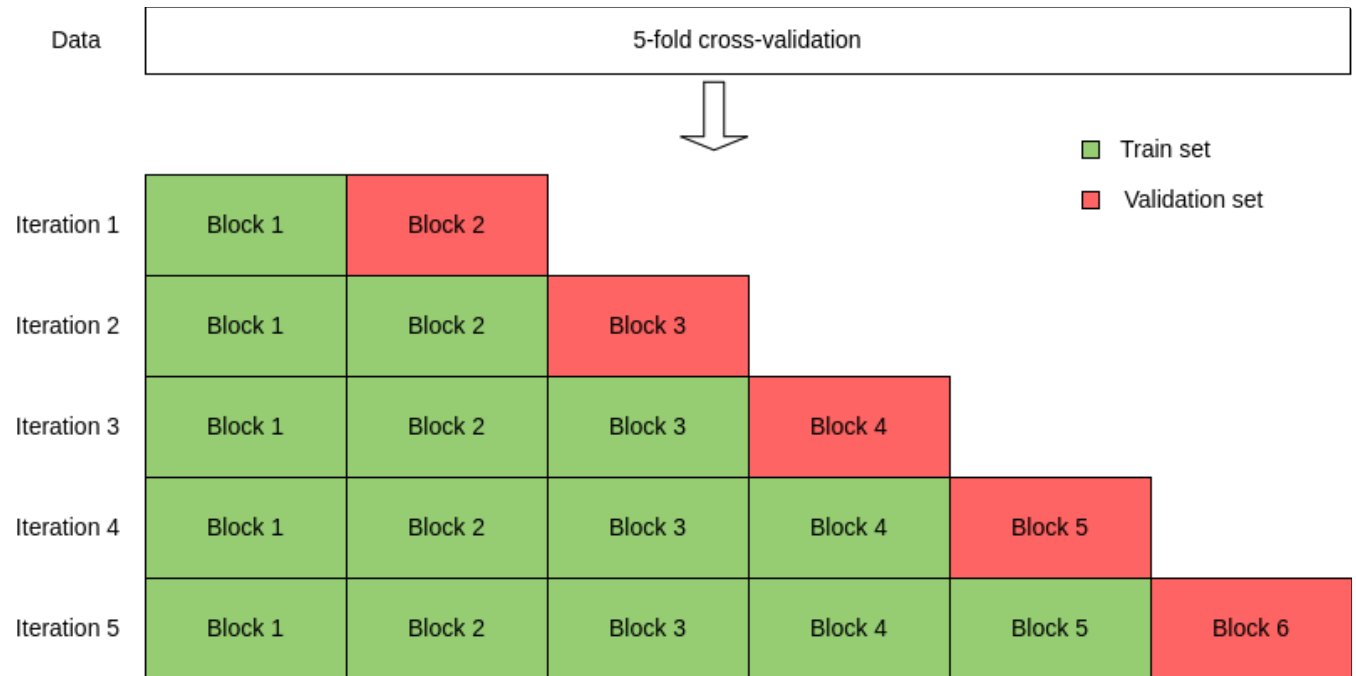 Data
5-fold cross-validation
Train set
Validation set
Iteration 1
Block 1
Block 2
Iteration 2
Block 1
Block 2
Block 3
Iteration 3
Block 1
Block 2
Block 3
Block 4
Iteration 4
Block 1
Block 2
Block 3
Block 4
Block 5
Iteration 5
Block 1
Block 2
Block 3
Block 4
Block 5
Block 6